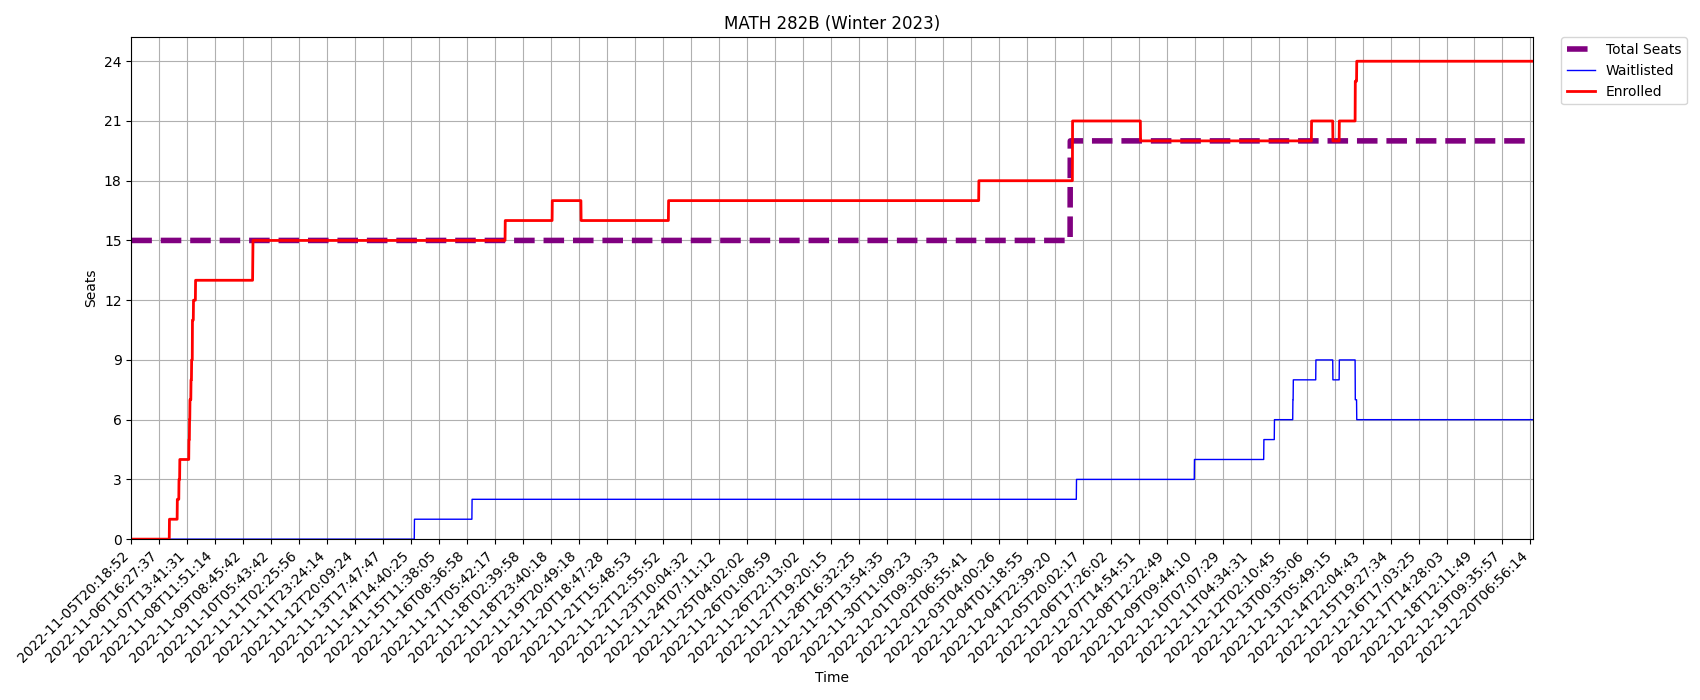 MATH 282B (Winter 2023)
Total Seats
Waitlisted
Enrolled
Seats
24
21
18
15
12
9
6
3
0
2022-11-05T20:18:52
2022-11-06T16:27:37
2022-11-07T13:41:31
2022-11-08T11:51:14
2022-11-09T08:45:42
2022-11-10T05:43:42
2022-11-11T02:25:56
2022-11-11T23:24:14
2022-11-12T20:09:24
2022-11-13T17:47:47
2022-11-14T14:40:25
2022-11-15T11:38:05
2022-11-16T08:36:58
2022-11-17T05:42:17
2022-11-18T02:39:58
2022-11-18T23:40:18
2022-11-19T20:49:18
2022-11-20T18:47:28
2022-11-21T15:48:53
2022-11-22T12:55:52
2022-11-23T10:04:32
2022-11-24T07:11:12
2022-11-25T04:02:02
2022-11-26T01:08:59
2022-11-26T22:13:02
2022-11-27T19:20:15
2022-11-28T16:32:25
2022-11-29T13:54:35
2022-11-30T11:09:23
2022-12-01T09:30:33
2022-12-02T06:55:41
2022-12-03T04:00:26
2022-12-04T01:18:55
2022-12-04T22:39:20
2022-12-05T20:02:17
2022-12-06T17:26:02
2022-12-07T14:54:51
2022-12-08T12:22:49
2022-12-09T09:44:10
2022-12-10T07:07:29
2022-12-11T04:34:31
2022-12-12T02:10:45
2022-12-13T00:35:06
2022-12-13T05:49:15
2022-12-14T22:04:43
2022-12-15T19:27:34
2022-12-16T17:03:25
2022-12-17T14:28:03
2022-12-18T12:11:49
2022-12-19T09:35:57
2022-12-20T06:56:14
Time